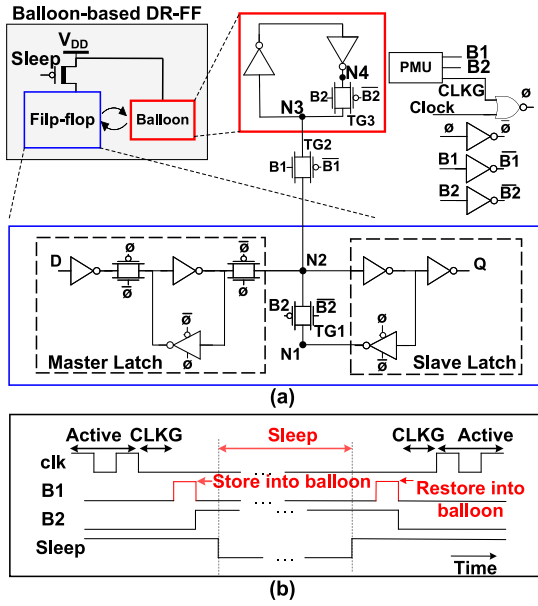 Balloon-based DR-FF
VDD
Sleep
Filp-flop
Balloon
N4
B2
B2
N3
TG3
TG2
B1
B1
PMU
B1
B2
CLKG
Clock
ø
ø
ø
B1
B1
B2
B2
D
ø
ø
ø
ø
ø
ø
Master Latch
N2
B2
B2
TG1
N1
Q
ø
ø
Slave Latch
(a)
Active
CLKG
Sleep
CLKG
Active
clk
B1
Store into balloon
Restore into balloon
B2
Sleep
Time
(b)